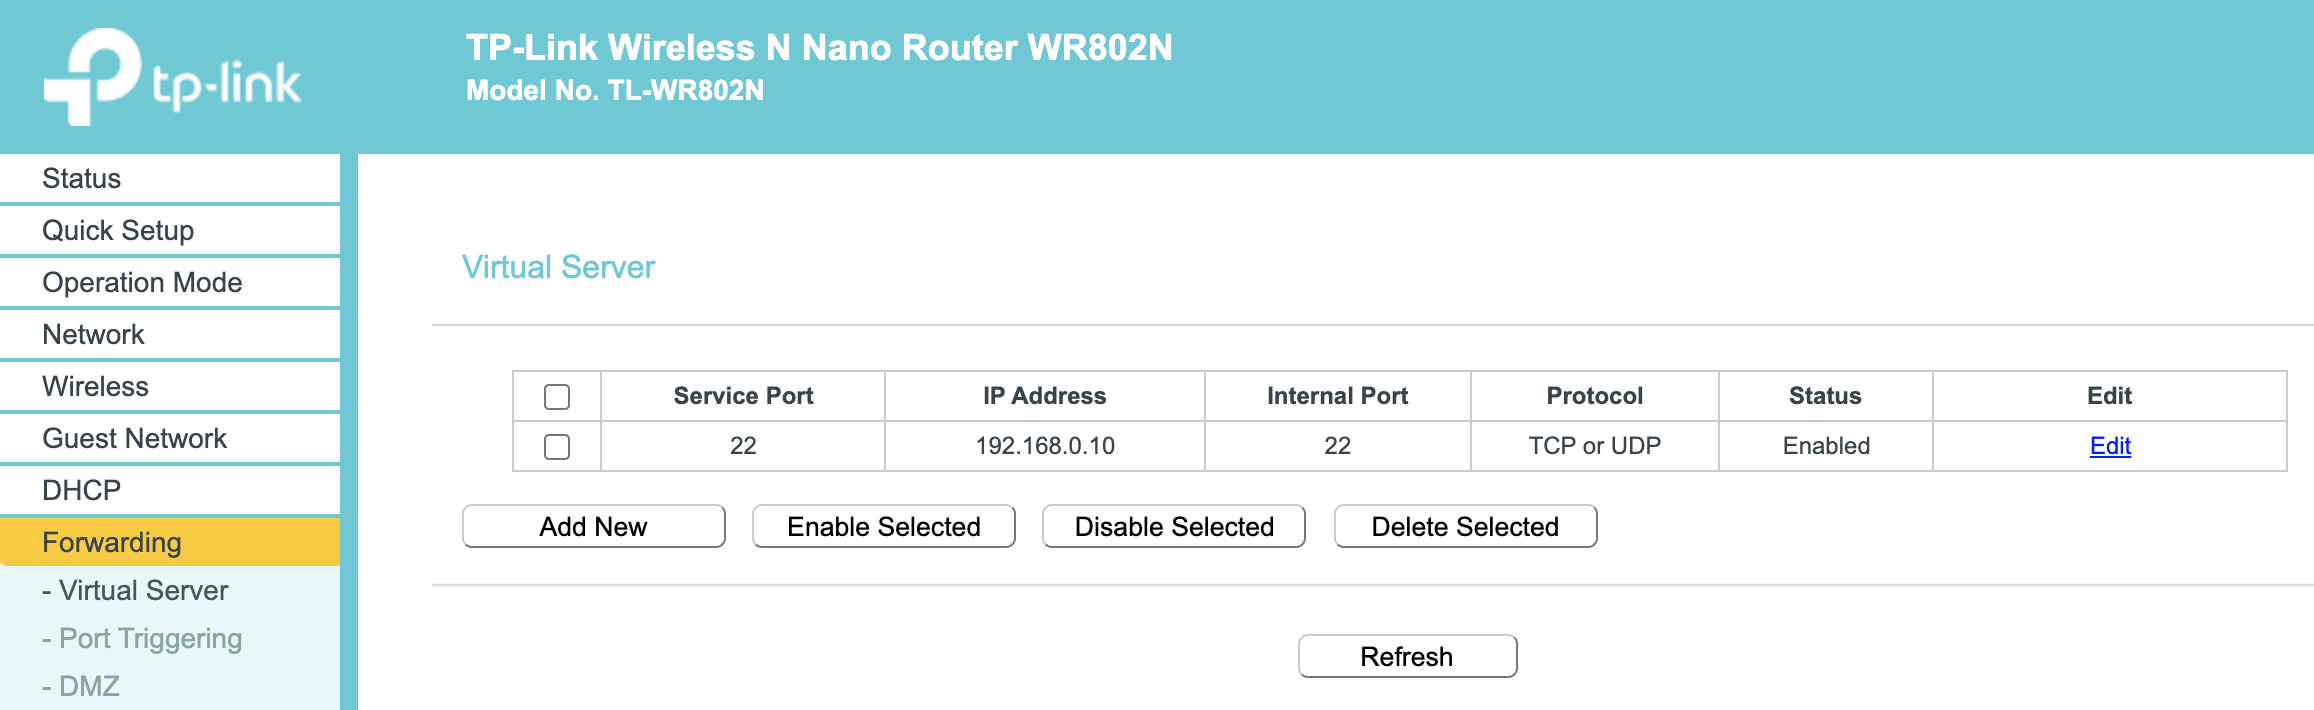 tp-link
TP-Link Wireless N Nano Router WR802N
Model No. TL-WR802N
Status
Quick Setup
Operation Mode
Network
Wireless
Guest Network
DHCP
Forwarding
- Virtual Server
- Port Triggering
- DMZ
Virtual Server
Service Port IP Address Internal Port Protocol Status Edit
22 192.168.0.10 22 TCP or UDP Enabled Edit
Add New Enable Selected Disable Selected Delete Selected
Refresh